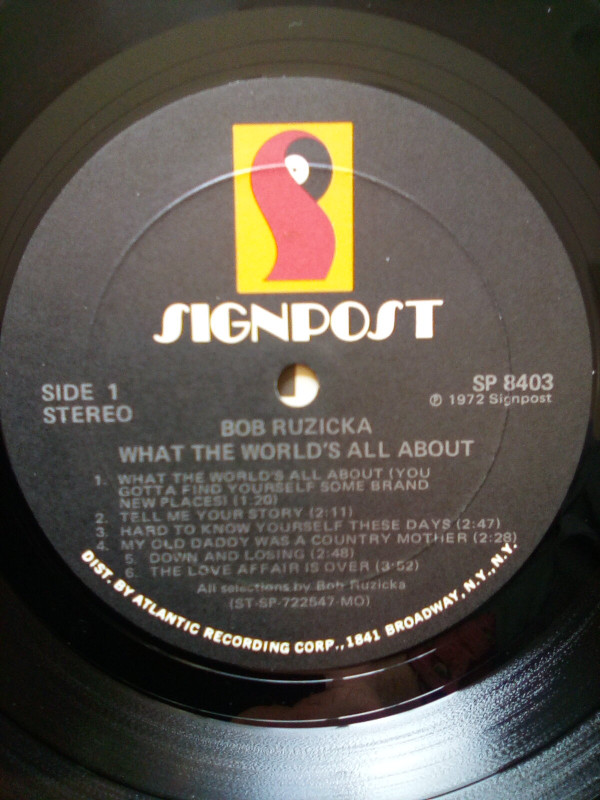 SIGNPOST
SIDE 1
STEREO
SP 8403
℗ 1972 Signpost
BOB RUZICKA
WHAT THE WORLD'S ALL ABOUT
1. WHAT THE WORLD'S ALL ABOUT (YOU
GOTTA FIND YOURSELF SOME BRAND
NEW PLACES) (1:20)
2. TELL ME YOUR STORY (2:11)
3. HARD TO KNOW YOURSELF THESE DAYS (2:47)
4. MY OLD DADDY WAS A COUNTRY MOTHER (2:28)
5. DOWN AND LOSING (2:48)
6. THE LOVE AFFAIR IS OVER (3:52)
All selections by Bob Ruzicka
(ST-SP-722547-MO)
DIST. BY ATLANTIC RECORDING CORP., 1841 BROADWAY, N.Y., N.Y.